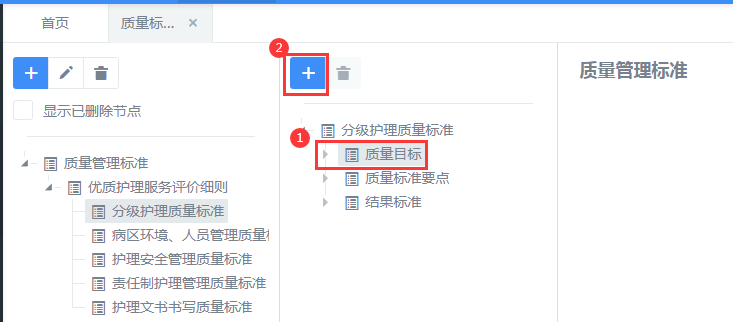 首页
质量标...
显示已删除节点
质量管理标准
优质护理服务评价细则
分级护理质量标准
病区环境、人员管理质量
护理安全管理质量标准
责任制护理管理质量标准
护理文书书写质量标准
2
1
分级护理质量标准
质量目标
质量标准要点
结果标准
质量管理标准